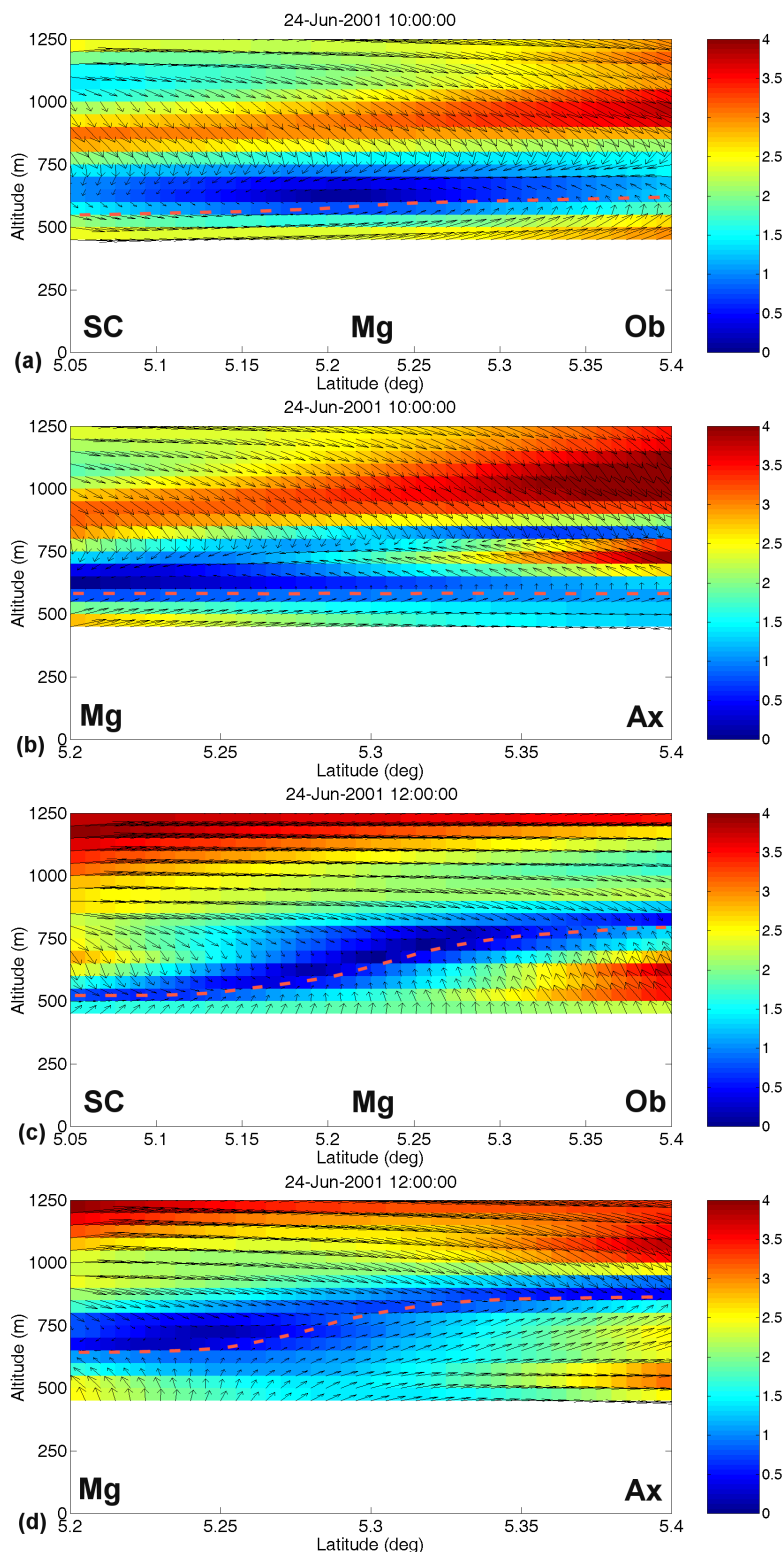 24-Jun-2001 10:00:00
1250
1000
750
500
250
0
Altitude (m)
SC Mg Ob
(a)
5.05 5.1 5.15 5.2 5.25 5.3 5.35 5.4
Latitude (deg)
4
3.5
3
2.5
2
1.5
1
0.5
0
24-Jun-2001 10:00:00
1250
1000
750
500
250
0
Altitude (m)
Mg Ax
(b)
5.2 5.25 5.3 5.35 5.4
Latitude (deg)
4
3.5
3
2.5
2
1.5
1
0.5
0
24-Jun-2001 12:00:00
1250
1000
750
500
250
0
Altitude (m)
SC Mg Ob
(c)
5.05 5.1 5.15 5.2 5.25 5.3 5.35 5.4
Latitude (deg)
4
3.5
3
2.5
2
1.5
1
0.5
0
24-Jun-2001 12:00:00
1250
1000
750
500
250
0
Altitude (m)
Mg Ax
(d)
5.2 5.25 5.3 5.35 5.4
Latitude (deg)
4
3.5
3
2.5
2
1.5
1
0.5
0